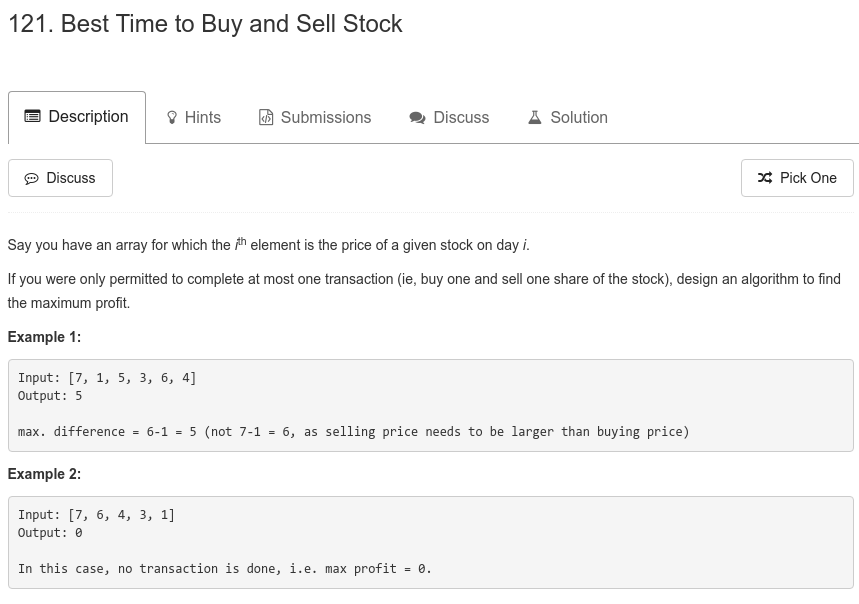 121. Best Time to Buy and Sell Stock
Description Hints Submissions Discuss Solution
Discuss Pick One
Say you have an array for which the ith element is the price of a given stock on day i.
If you were only permitted to complete at most one transaction (ie, buy one and sell one share of the stock), design an algorithm to find
the maximum profit.
Example 1:
Input: [7, 1, 5, 3, 6, 4]
Output: 5
max. difference = 6-1 = 5 (not 7-1 = 6, as selling price needs to be larger than buying price)
Example 2:
Input: [7, 6, 4, 3, 1]
Output: 0
In this case, no transaction is done, i.e. max profit = 0.